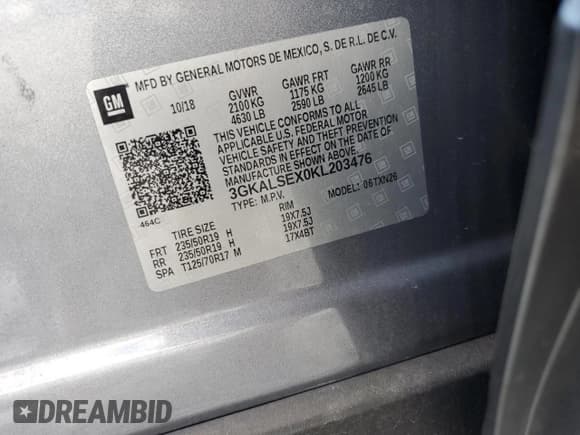 MFD BY GENERAL MOTORS DE MEXICO, S. DE R.L. DE C.V.
GM
10/18 GVWR GAWR FRT GAWR RR
2100 KG 1175 KG 1200 KG
4630 LB 2590 LB 2645 LB
THIS VEHICLE CONFORMS TO ALL
APPLICABLE U.S. FEDERAL MOTOR
VEHICLE SAFETY AND THEFT PREVENTION
STANDARDS IN EFFECT ON THE DATE OF
MANUFACTURE SHOWN ABOVE.
3GKALSEX0KL203476
TYPE: M.P.V. MODEL: 06TXN26
464C
TIRE SIZE RIM
FRT 235/50R19 H 19X7.5J
RR 235/50R19 H 19X7.5J
SPA T125/70R17 M 17X4BT
DREAMBID